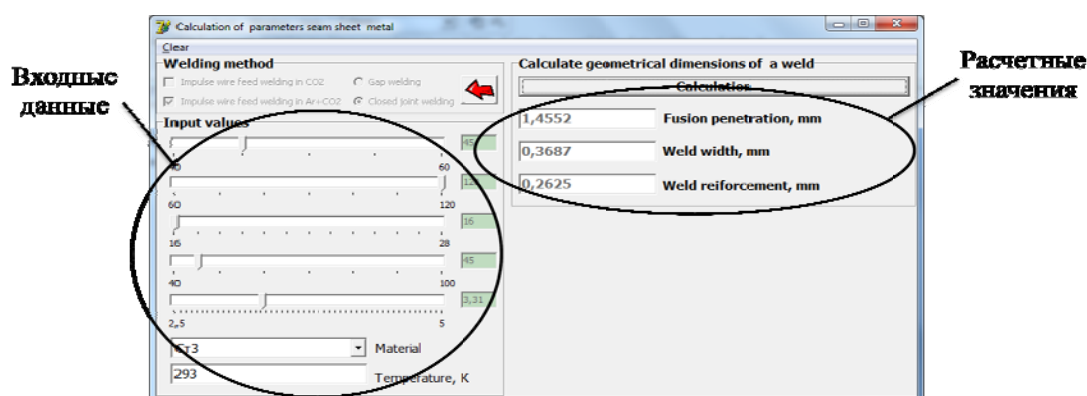 Calculation of parameters seam sheet metal
Clear
Welding method
Impulse wire feed welding in CO2
Gap welding
Impulse wire feed welding in Ar+CO2
Closed joint welding
Input values
45
40
60
60
120
16
16
28
45
40
100
3,31
2,5
5
Ст3
Material
293
Temperature, K
Calculate geometrical dimensions of a weld
Calculation
1,4552
Fusion penetration, mm
0,3687
Weld width, mm
0,2625
Weld reiforcement, mm
Входные
данные
Расчетные
значения